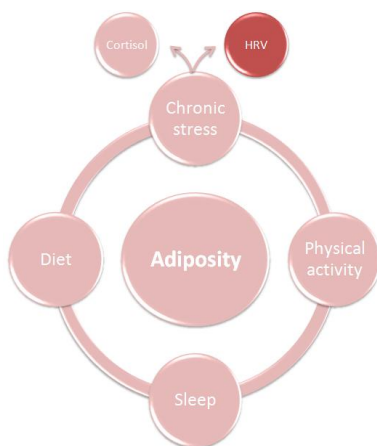 Cortisol
HRV
Chronic
stress
Diet
Adiposity
Physical
activity
Sleep